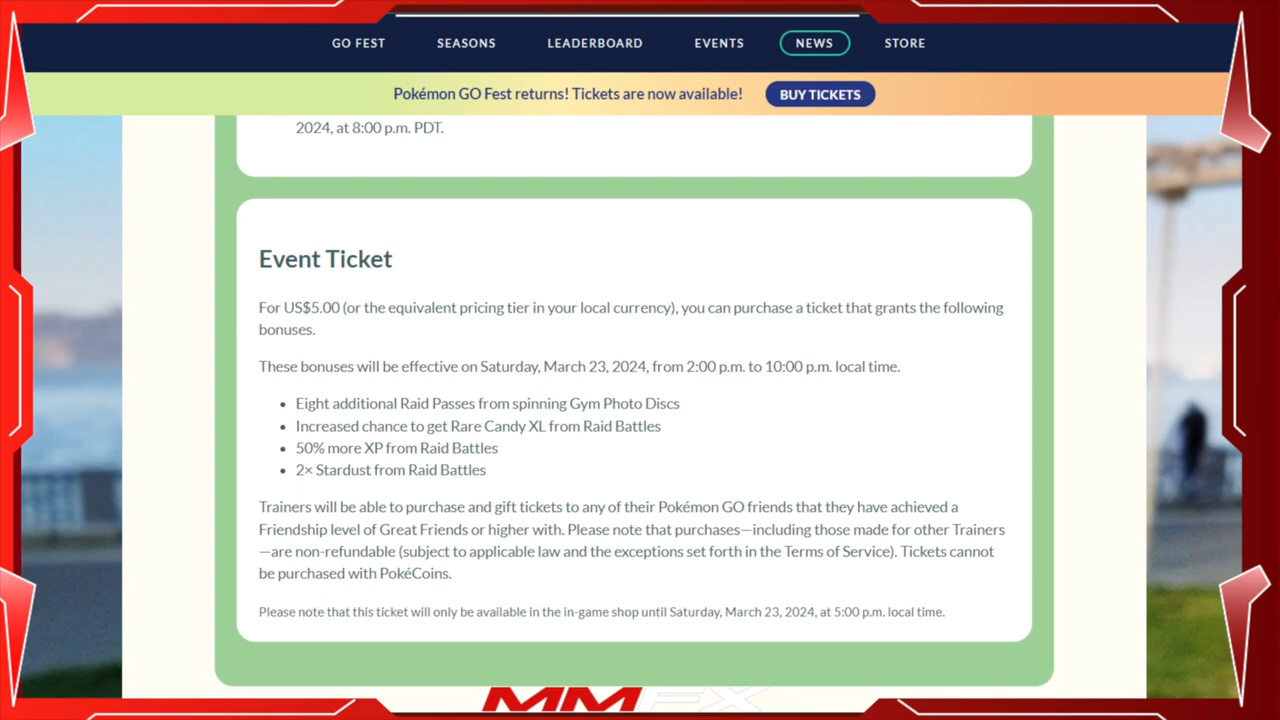 GO FEST SEASONS LEADERBOARD EVENTS NEWS STORE
Pokémon GO Fest returns! Tickets are now available! BUY TICKETS
2024, at 8:00 p.m. PDT.
Event Ticket
For US$5.00 (or the equivalent pricing tier in your local currency), you can purchase a ticket that grants the following
bonuses.
These bonuses will be effective on Saturday, March 23, 2024, from 2:00 p.m. to 10:00 p.m. local time.
• Eight additional Raid Passes from spinning Gym Photo Discs
• Increased chance to get Rare Candy XL from Raid Battles
• 50% more XP from Raid Battles
• 2× Stardust from Raid Battles
Trainers will be able to purchase and gift tickets to any of their Pokémon GO friends that they have achieved a
Friendship level of Great Friends or higher with. Please note that purchases—including those made for other Trainers
—are non-refundable (subject to applicable law and the exceptions set forth in the Terms of Service). Tickets cannot
be purchased with PokéCoins.
Please note that this ticket will only be available in the in-game shop until Saturday, March 23, 2024, at 5:00 p.m. local time.
MMFX